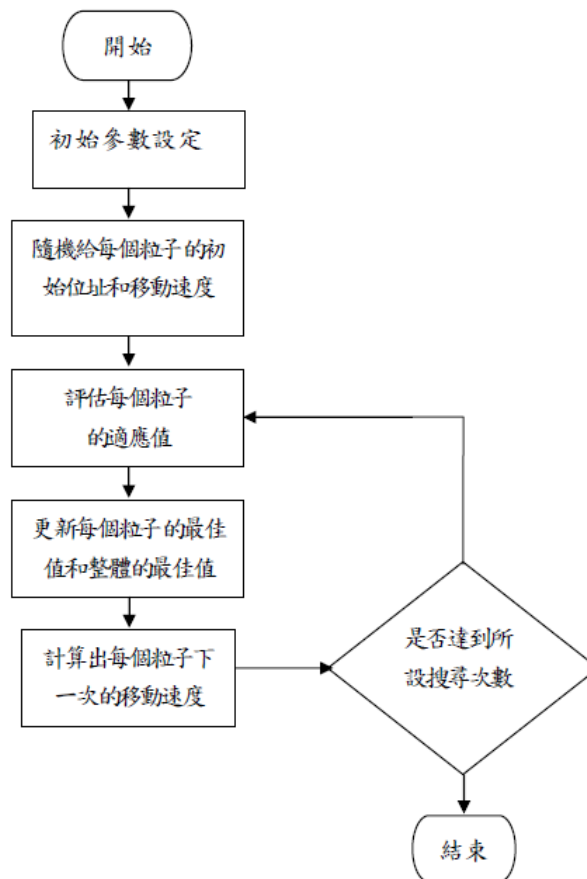 開始
初始參數設定
隨機給每個粒子的初
始位址和移動速度
評估每個粒子
的適應值
更新每個粒子的最佳
值和整體的最佳值
計算出每個粒子下
一次的移動速度
是否達到所
設搜尋次數
結束